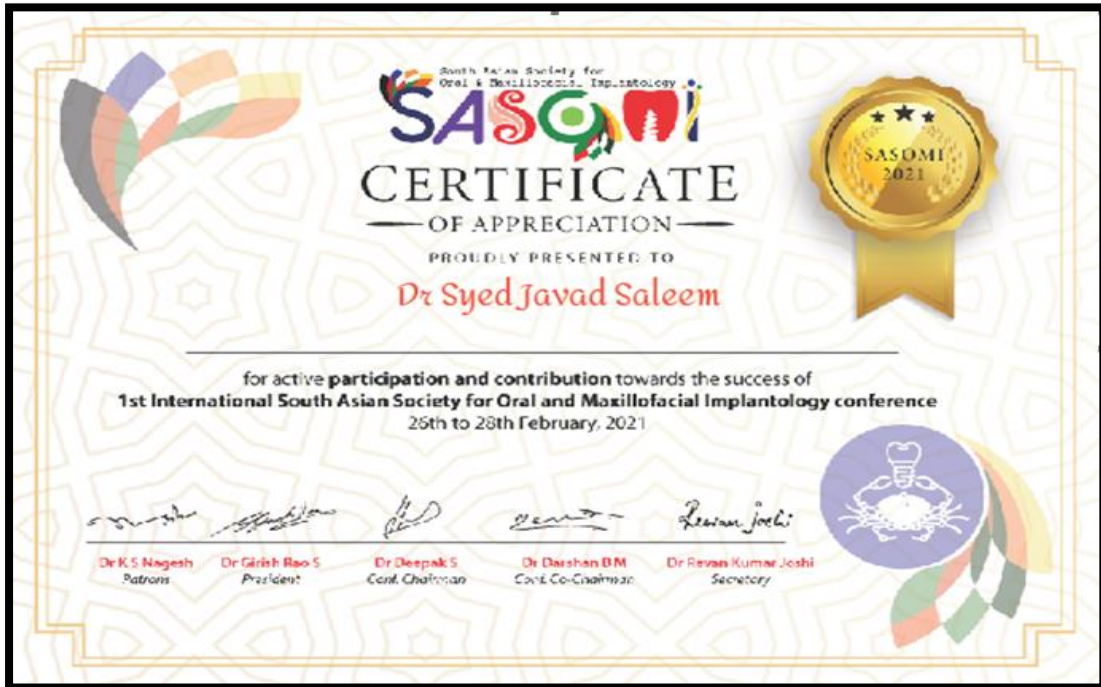 South Asian Society for
Oral & Maxillofacial Implantology
SASOMi
CERTIFICATE
OF APPRECIATION
PROUDLY PRESENTED TO
Dr Syed Javad Saleem
SASOMI
2021
for active participation and contribution towards the success of
1st International South Asian Society for Oral and Maxillofacial Implantology conference
26th to 28th February, 2021
Revan Joshi
Dr K S Nagesh
Patrons
Dr Girish Rao S
President
Dr Deepak S
Conf. Chairman
Dr Darshan B M
Conf. Co-Chairman
Dr Revan Kumar Joshi
Secretary